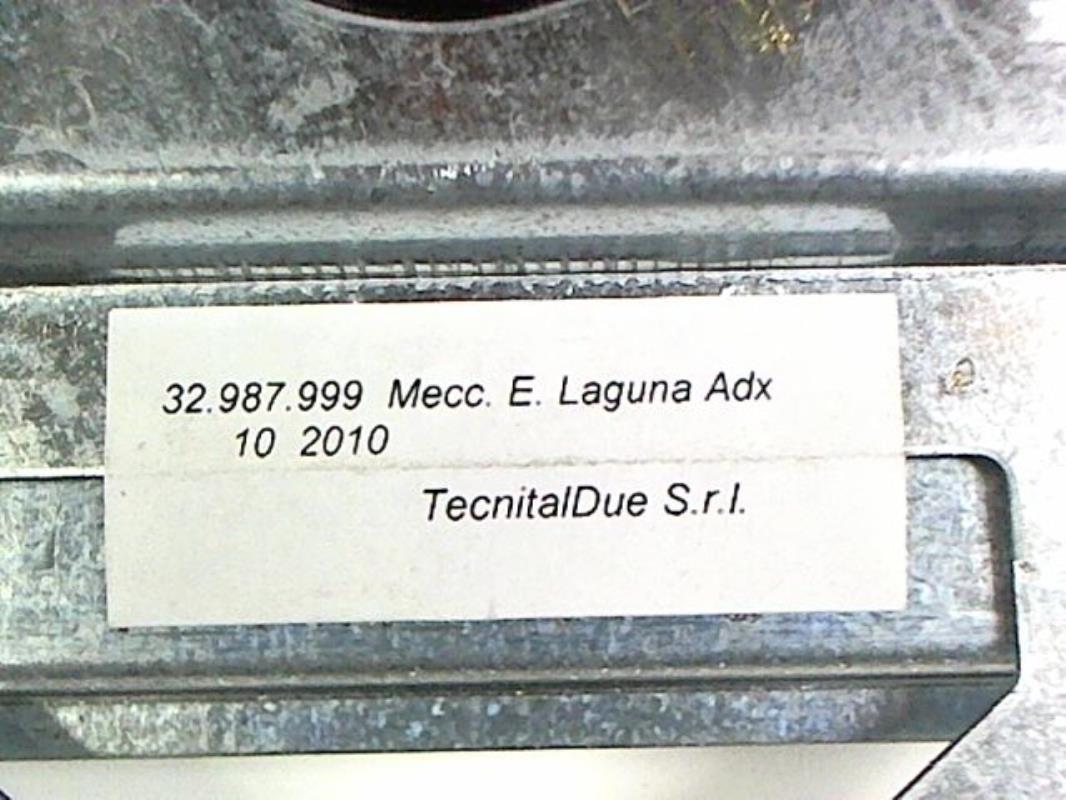 32.987.999 Mecc. E. Laguna Adx
10 2010
TecnitalDue S.r.l.